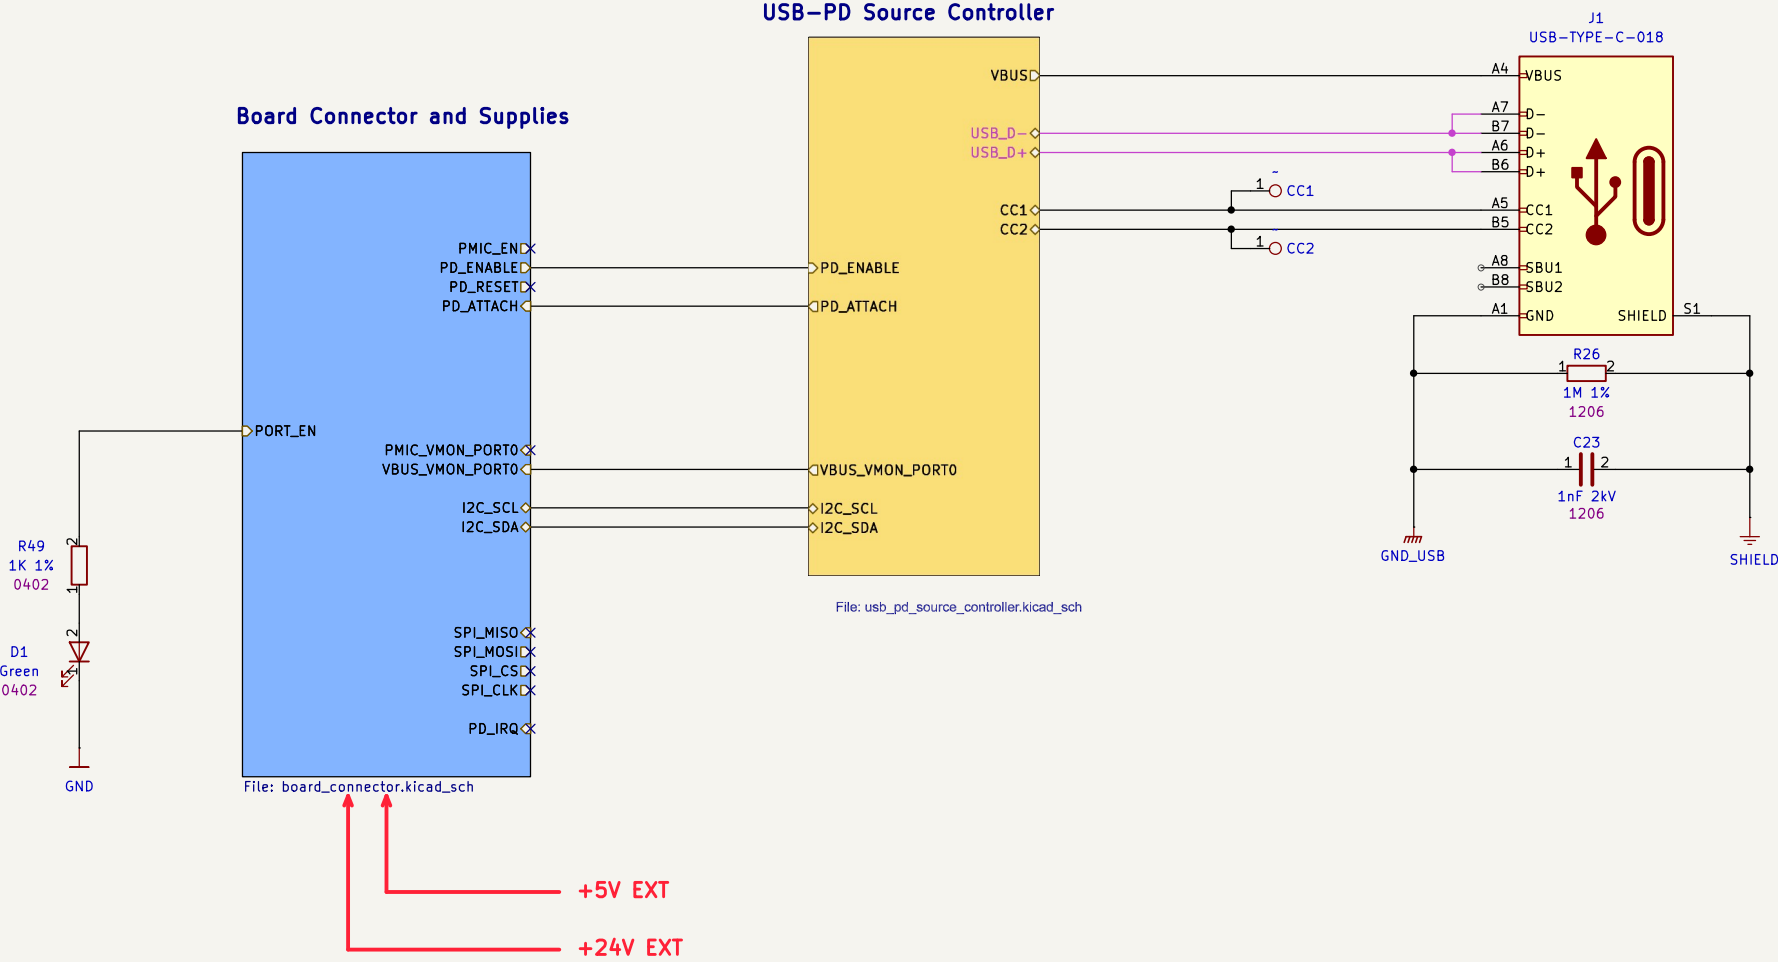 USB-PD Source Controller
J1
USB-TYPE-C-018
VBUS
A4
VBUS
A7
D-
Board Connector and Supplies
USB_D-
B7
D-
USB_D+
A6
D+
B6
D+
~
1
CC1
CC1
A5
CC1
CC2
~
B5
CC2
1
CC2
PMIC_EN
PD_ENABLE
PD_ENABLE
A8
SBU1
PD_RESET
B8
SBU2
PD_ATTACH
PD_ATTACH
A1
GND
SHIELD
S1
R26
1
2
1M 1%
1206
PORT_EN
C23
PMIC_VMON_PORT0
1
2
VBUS_VMON_PORT0
VBUS_VMON_PORT0
1nF 2kV
1206
I2C_SCL
I2C_SCL
I2C_SDA
I2C_SDA
GND_USB
SHIELD
2
R49
1K 1%
0402
1
File: usb_pd_source_controller.kicad_sch
2
D1
Green
0402
1
SPI_MISO
SPI_MOSI
SPI_CS
SPI_CLK
PD_IRQ
GND
File: board_connector.kicad_sch
+5V EXT
+24V EXT